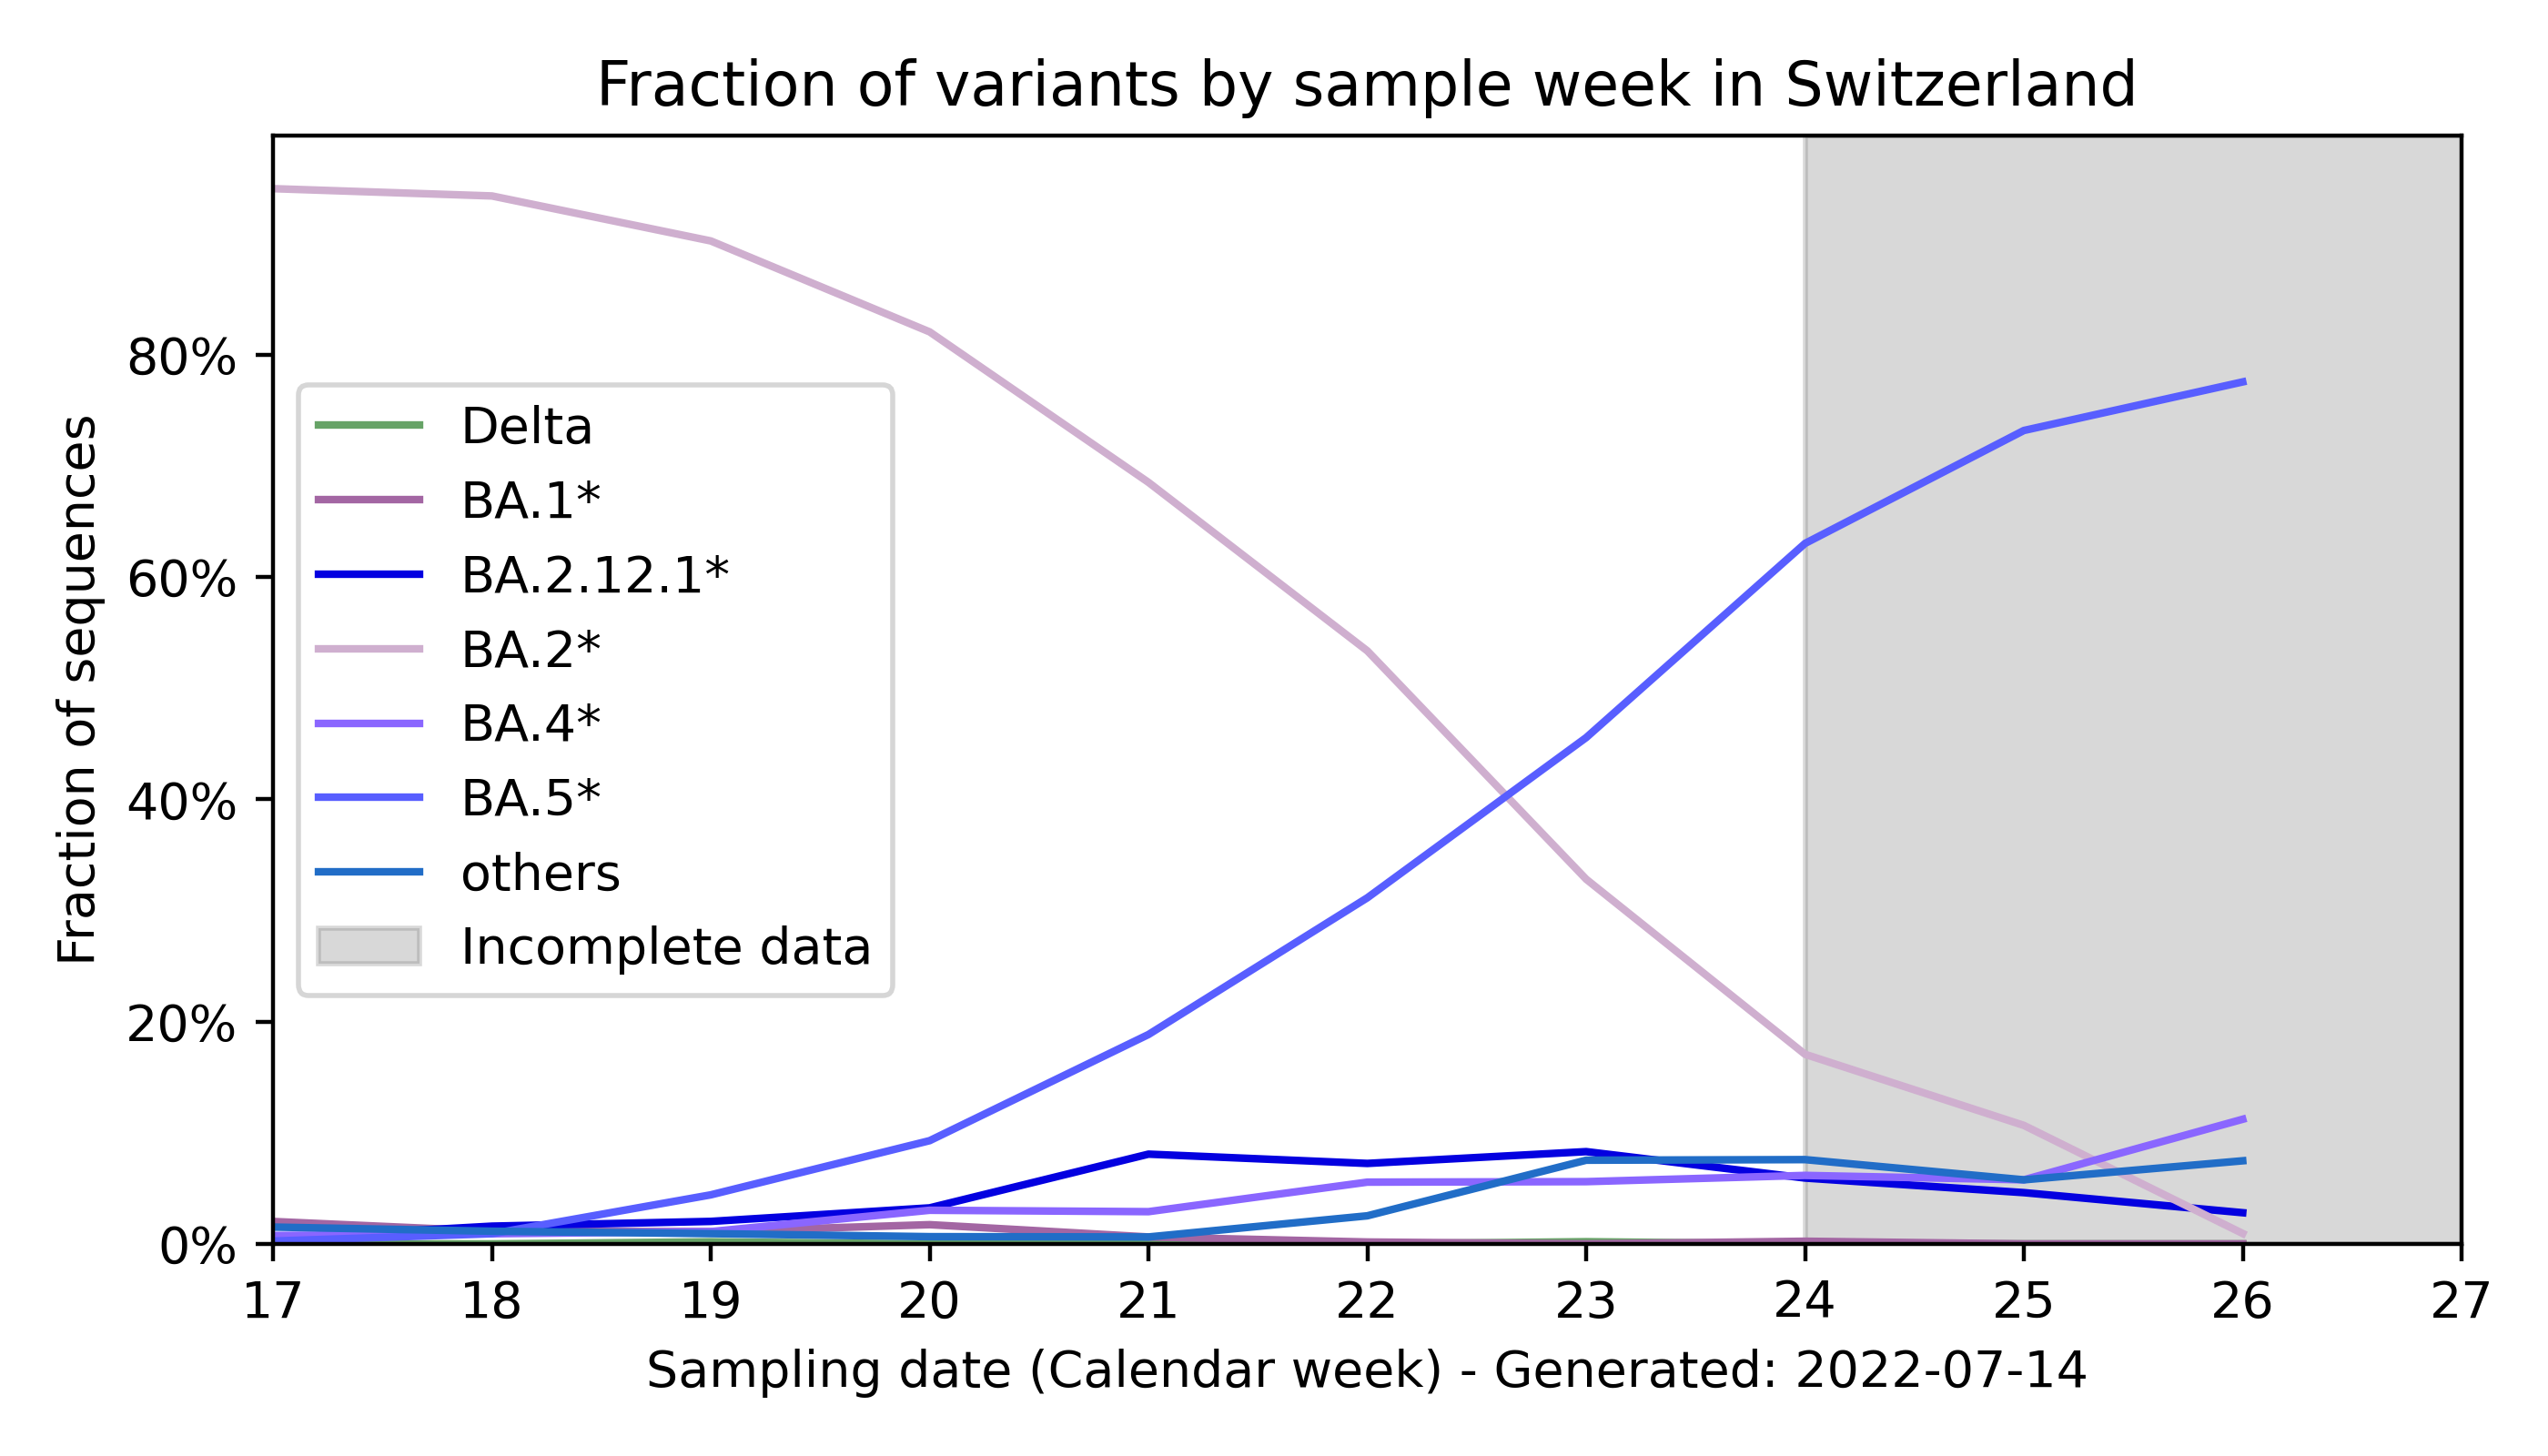 Fraction of variants by sample week in Switzerland
Fraction of sequences
80%
60%
40%
20%
0%
Delta
BA.1*
BA.2.12.1*
BA.2*
BA.4*
BA.5*
others
Incomplete data
17 18 19 20 21 22 23 24 25 26 27
Sampling date (Calendar week) - Generated: 2022-07-14